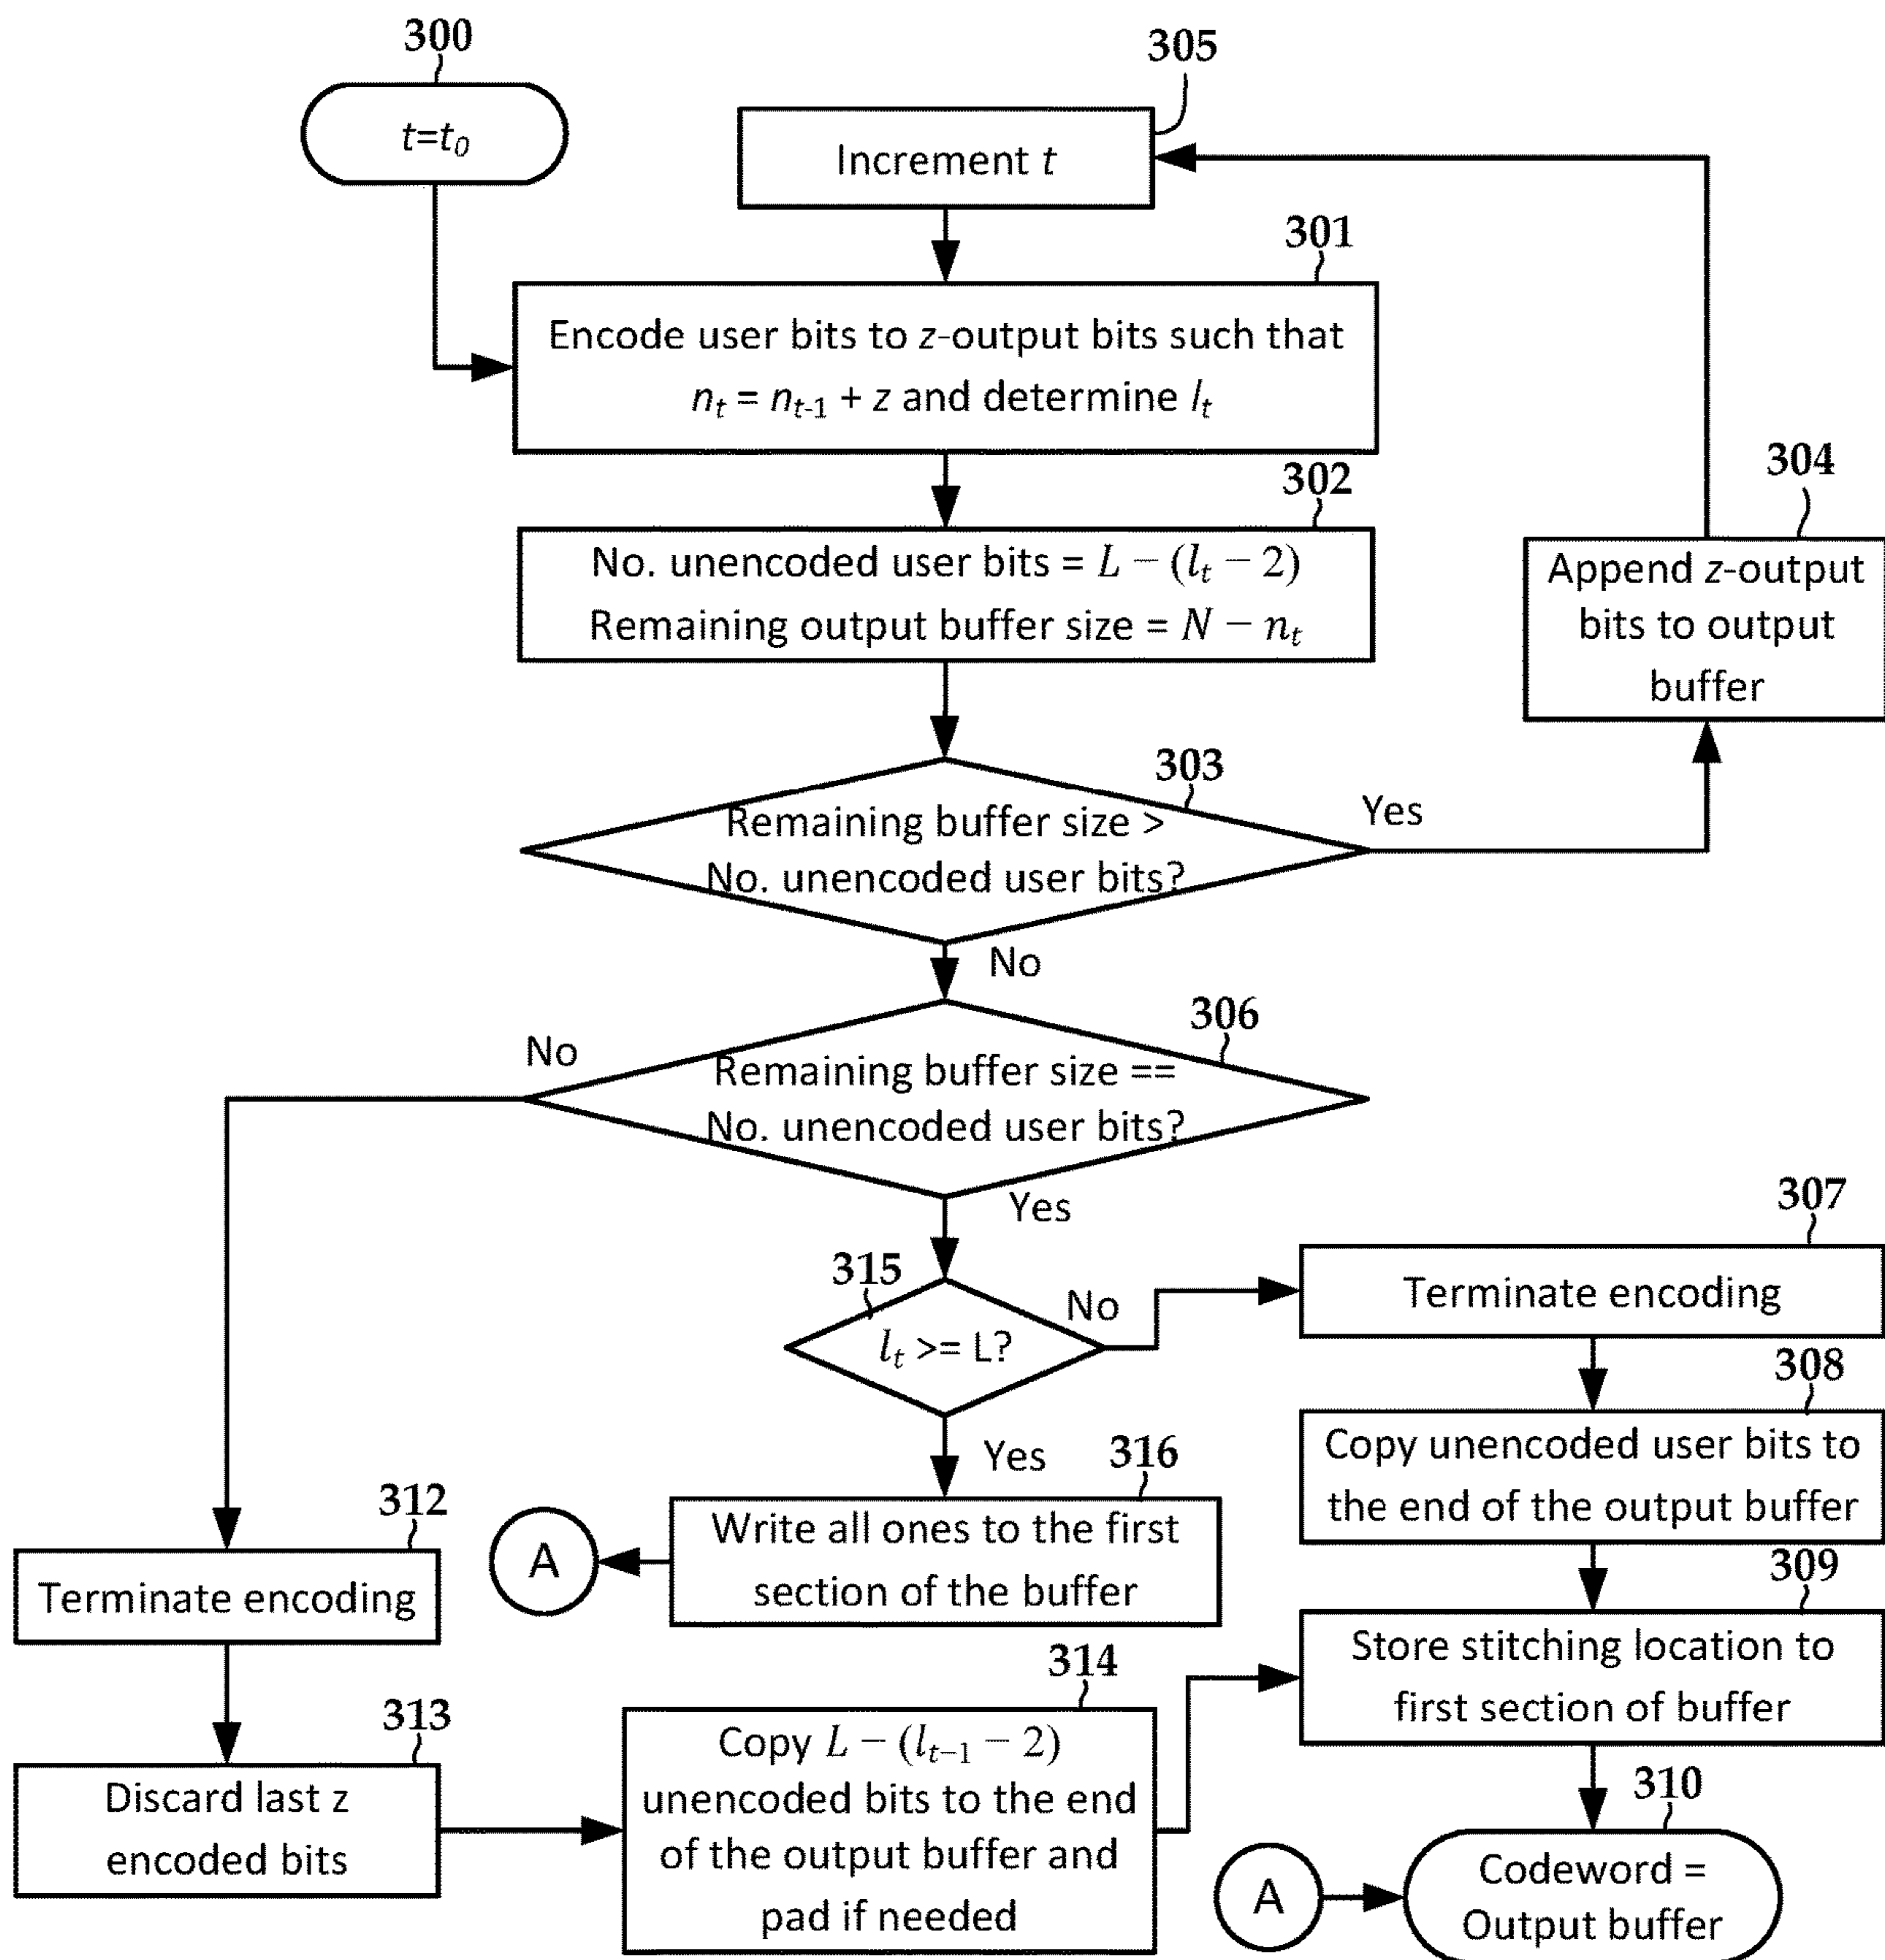 300
t=t0
305
Increment t
301
Encode user bits to z-output bits such that
nt = nt-1 + z and determine lt
302
No. unencoded user bits = L − (lt − 2)
Remaining output buffer size = N − nt
304
Append z-output
bits to output
buffer
303
Remaining buffer size >
No. unencoded user bits?
Yes
No
306
Remaining buffer size ==
No. unencoded user bits?
No
Yes
315
lt >= L?
No
Yes
307
Terminate encoding
308
Copy unencoded user bits to
the end of the output buffer
316
Write all ones to the first
section of the buffer
A
312
Terminate encoding
309
Store stitching location to
first section of buffer
313
Discard last z
encoded bits
314
Copy L − (lt−1 − 2)
unencoded bits to the end
of the output buffer and
pad if needed
310
A
Codeword =
Output buffer